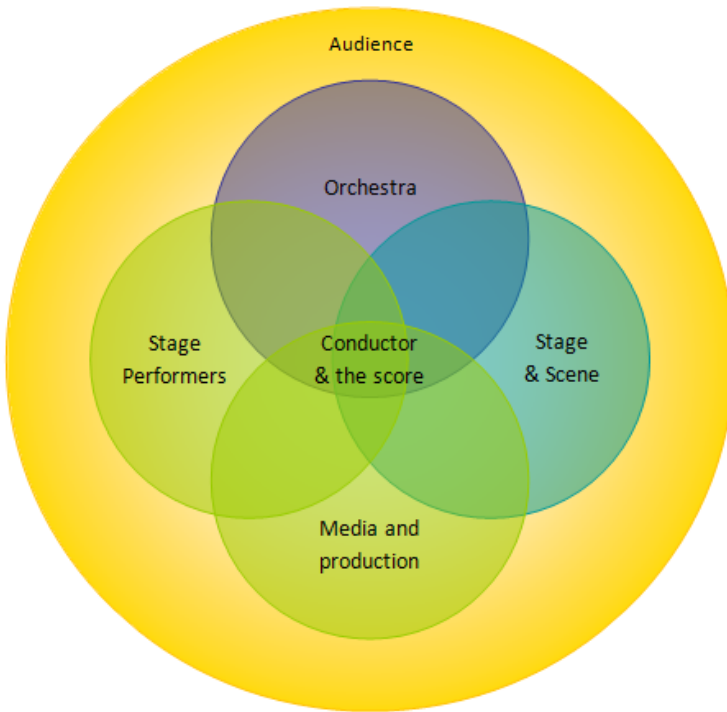 Audience
Orchestra
Stage
Performers
Conductor
& the score
Stage
& Scene
Media and
production